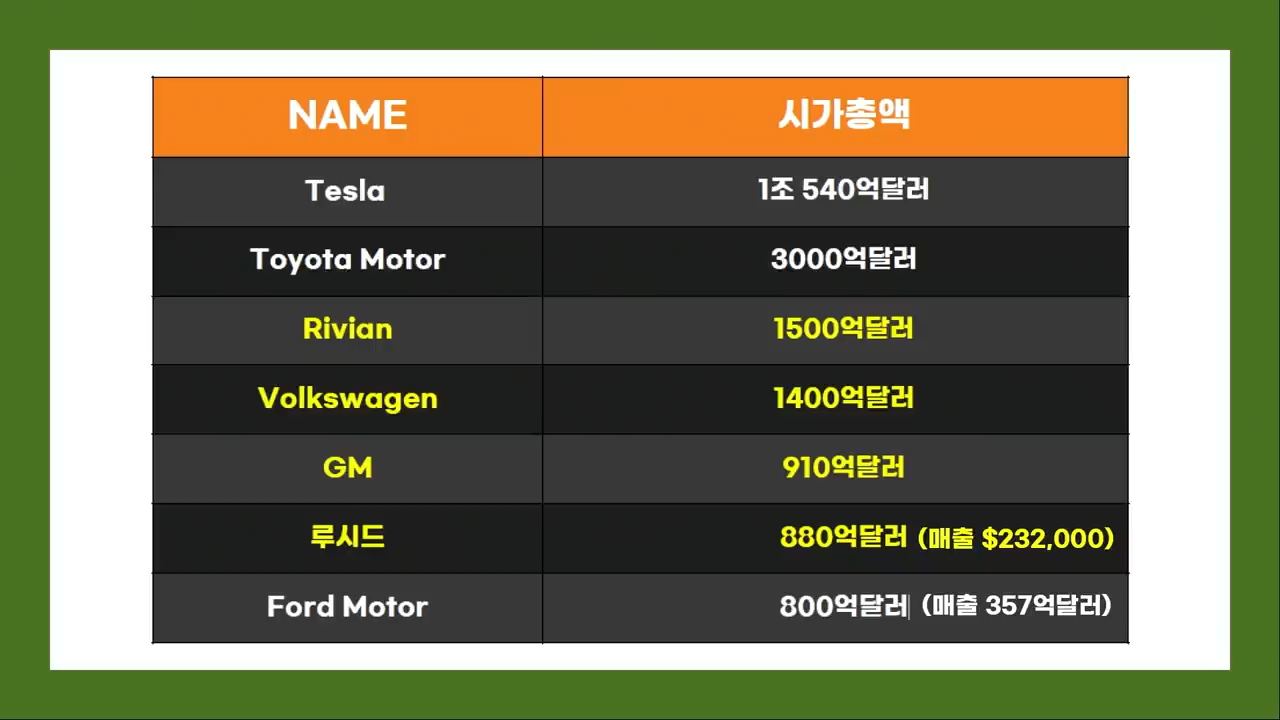 NAME 시가총액
Tesla 1조 540억달러
Toyota Motor 3000억달러
Rivian 1500억달러
Volkswagen 1400억달러
GM 910억달러
루시드 880억달러 (매출 $232,000)
Ford Motor 800억달러 (매출 357억달러)